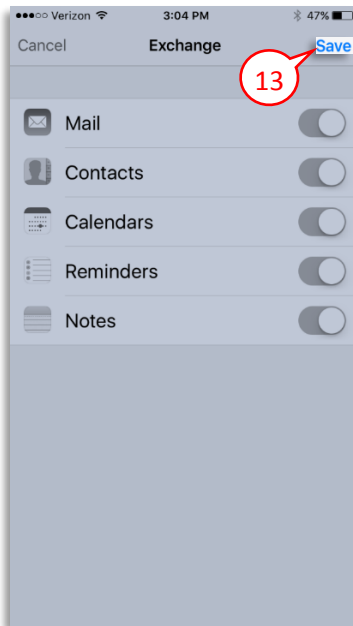 Verizon 3:04 PM 47%
Cancel Exchange Save
13
Mail
Contacts
Calendars
Reminders
Notes